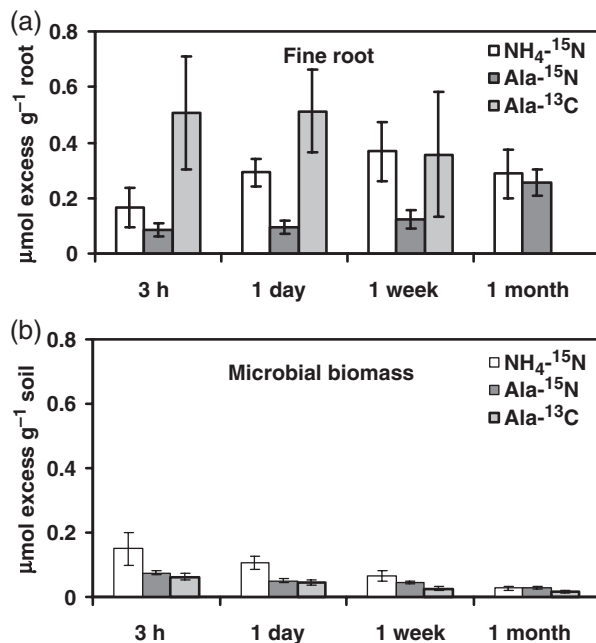 (a)
Fine root
NH₄-¹⁵N
Ala-¹⁵N
Ala-¹³C
µmol excess g⁻¹ root
0.8
0.6
0.4
0.2
0
3 h 1 day 1 week 1 month
(b)
Microbial biomass
NH₄-¹⁵N
Ala-¹⁵N
Ala-¹³C
µmol excess g⁻¹ soil
0.8
0.6
0.4
0.2
0
3 h 1 day 1 week 1 month